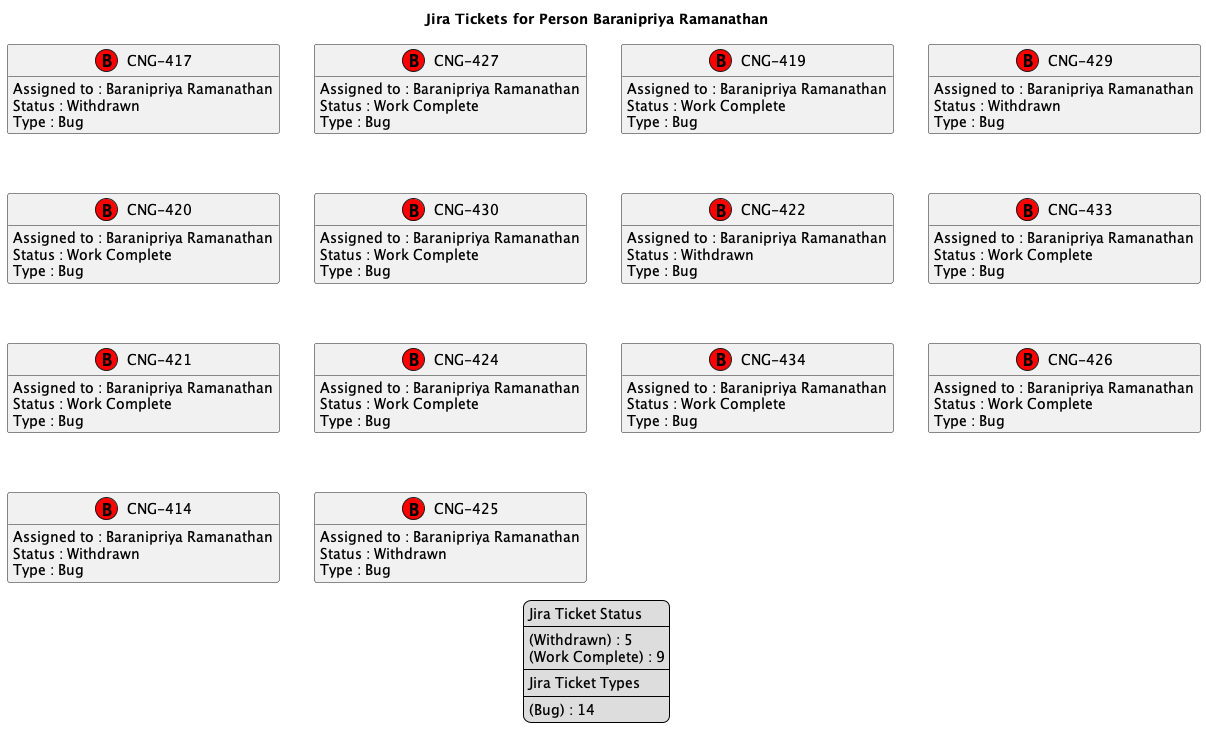 Jira Tickets for Person Baranipriya Ramanathan
B CNG-417
Assigned to : Baranipriya Ramanathan
Status : Withdrawn
Type : Bug
B CNG-427
Assigned to : Baranipriya Ramanathan
Status : Work Complete
Type : Bug
B CNG-419
Assigned to : Baranipriya Ramanathan
Status : Work Complete
Type : Bug
B CNG-429
Assigned to : Baranipriya Ramanathan
Status : Withdrawn
Type : Bug
B CNG-420
Assigned to : Baranipriya Ramanathan
Status : Work Complete
Type : Bug
B CNG-430
Assigned to : Baranipriya Ramanathan
Status : Work Complete
Type : Bug
B CNG-422
Assigned to : Baranipriya Ramanathan
Status : Withdrawn
Type : Bug
B CNG-433
Assigned to : Baranipriya Ramanathan
Status : Work Complete
Type : Bug
B CNG-421
Assigned to : Baranipriya Ramanathan
Status : Work Complete
Type : Bug
B CNG-424
Assigned to : Baranipriya Ramanathan
Status : Work Complete
Type : Bug
B CNG-434
Assigned to : Baranipriya Ramanathan
Status : Work Complete
Type : Bug
B CNG-426
Assigned to : Baranipriya Ramanathan
Status : Work Complete
Type : Bug
B CNG-414
Assigned to : Baranipriya Ramanathan
Status : Withdrawn
Type : Bug
B CNG-425
Assigned to : Baranipriya Ramanathan
Status : Withdrawn
Type : Bug
Jira Ticket Status
(Withdrawn) : 5
(Work Complete) : 9
Jira Ticket Types
(Bug) : 14